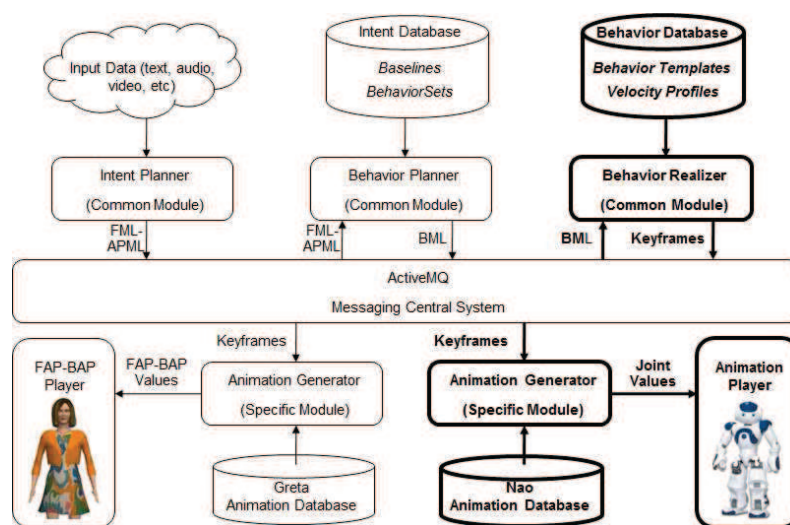 Input Data (text, audio,
video, etc)
Intent Database
Baselines
BehaviorSets
Behavior Database
Behavior Templates
Velocity Profiles
Intent Planner
(Common Module)
Behavior Planner
(Common Module)
Behavior Realizer
(Common Module)
FML-
APML
FML-
APML
BML
BML
Keyframes
ActiveMQ
Messaging Central System
Keyframes
Keyframes
FAP-BAP
Player
FAP-BAP
Values
Animation Generator
(Specific Module)
Animation Generator
(Specific Module)
Joint
Values
Animation
Player
Greta
Animation Database
Nao
Animation Database